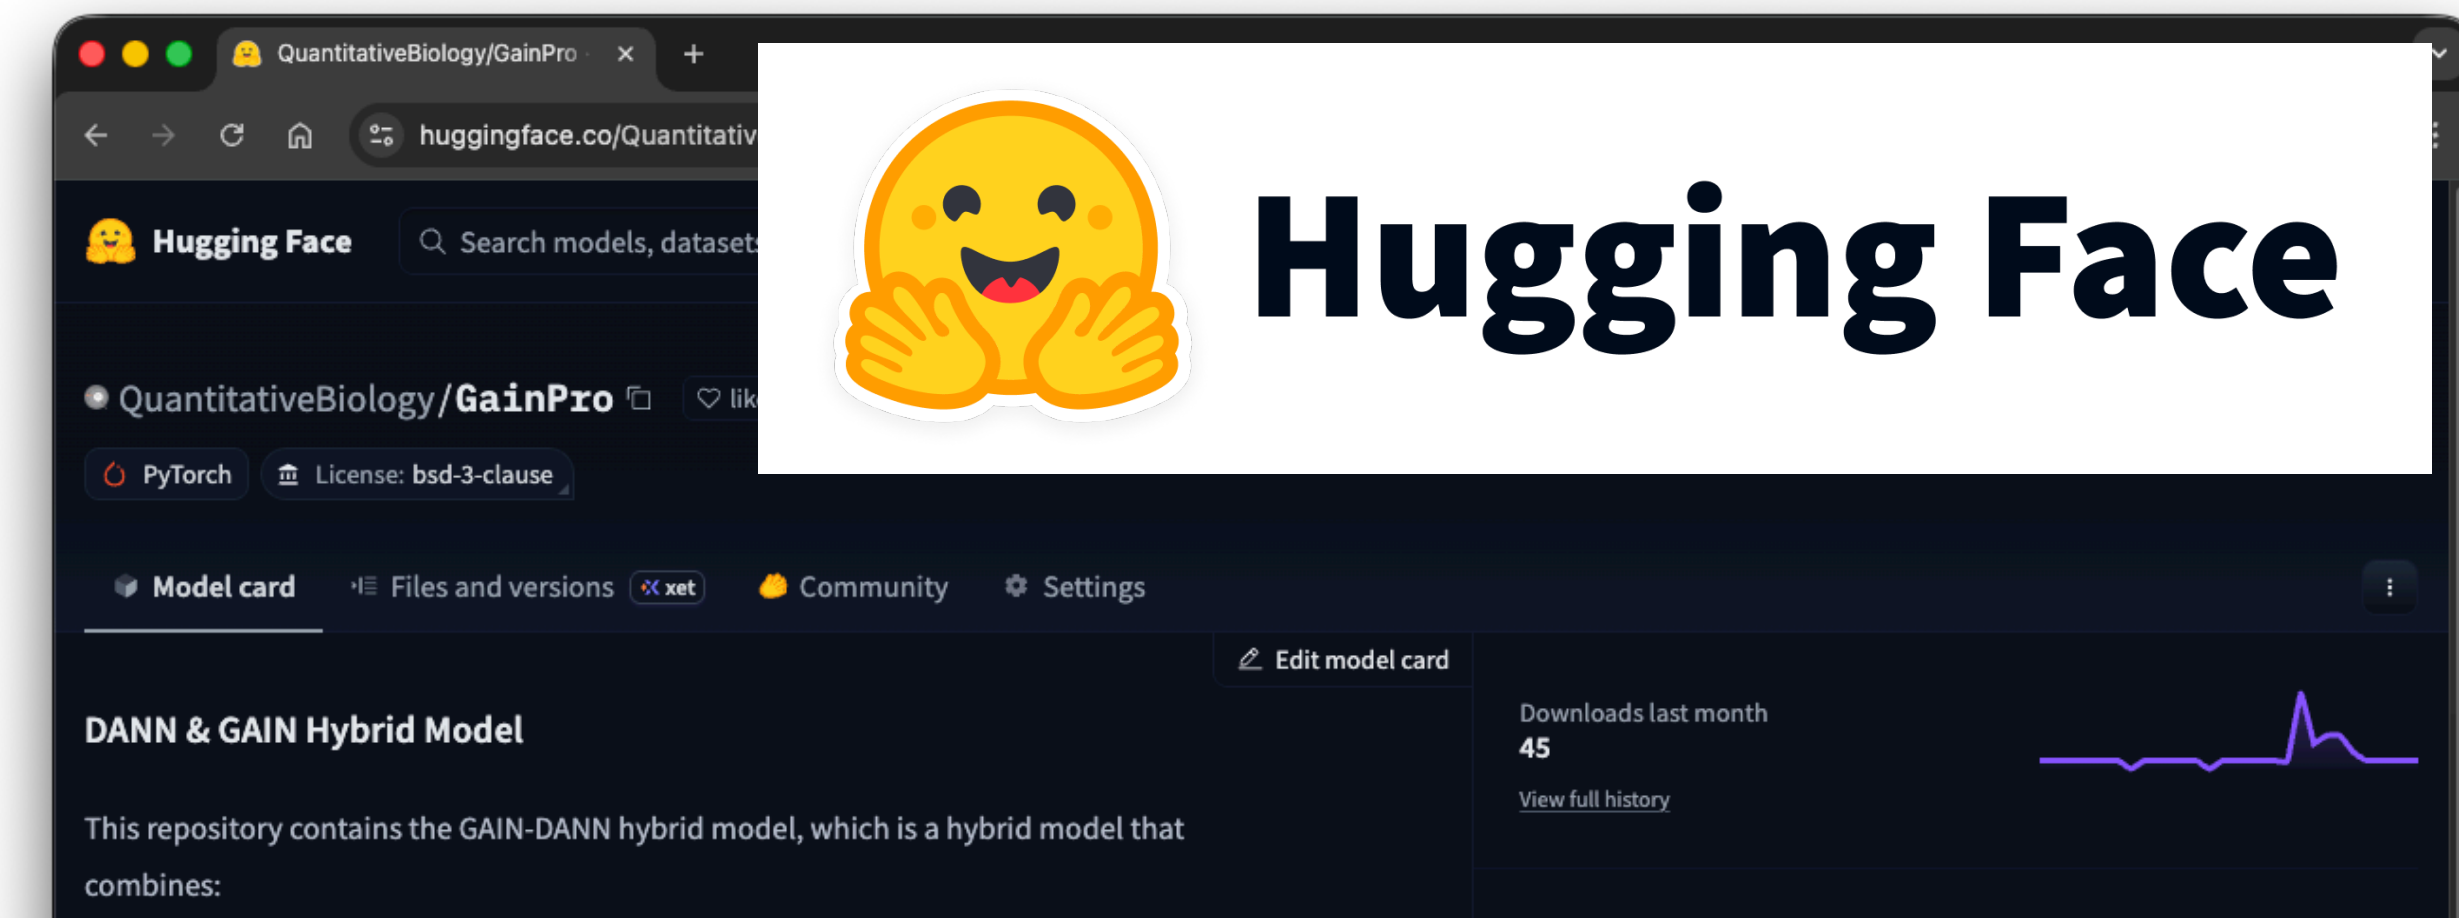 QuantitativeBiology/GainPro
huggingface.co/Quantitativ
Hugging Face
Hugging Face
Search models, datasets
QuantitativeBiology/GainPro
lik
PyTorch
License: bsd-3-clause
Model card
Files and versions
xet
Community
Settings
Edit model card
DANN & GAIN Hybrid Model
This repository contains the GAIN-DANN hybrid model, which is a hybrid model that
combines:
Downloads last month
45
View full history